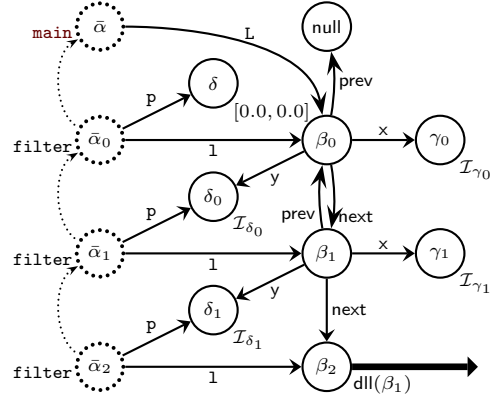 main ᾱ L null
prev
p δ
[0.0, 0.0]
filter ᾱ₀ l β₀ x γ₀
𝓘γ₀
y
p δ₀ prev next
𝓘δ₀
filter ᾱ₁ l β₁ x γ₁
𝓘γ₁
y
p δ₁ next
𝓘δ₁
filter ᾱ₂ l β₂
dll(β₁)